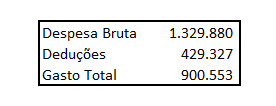 Despesa Bruta 1.329.880
Deduções 429.327
Gasto Total 900.553